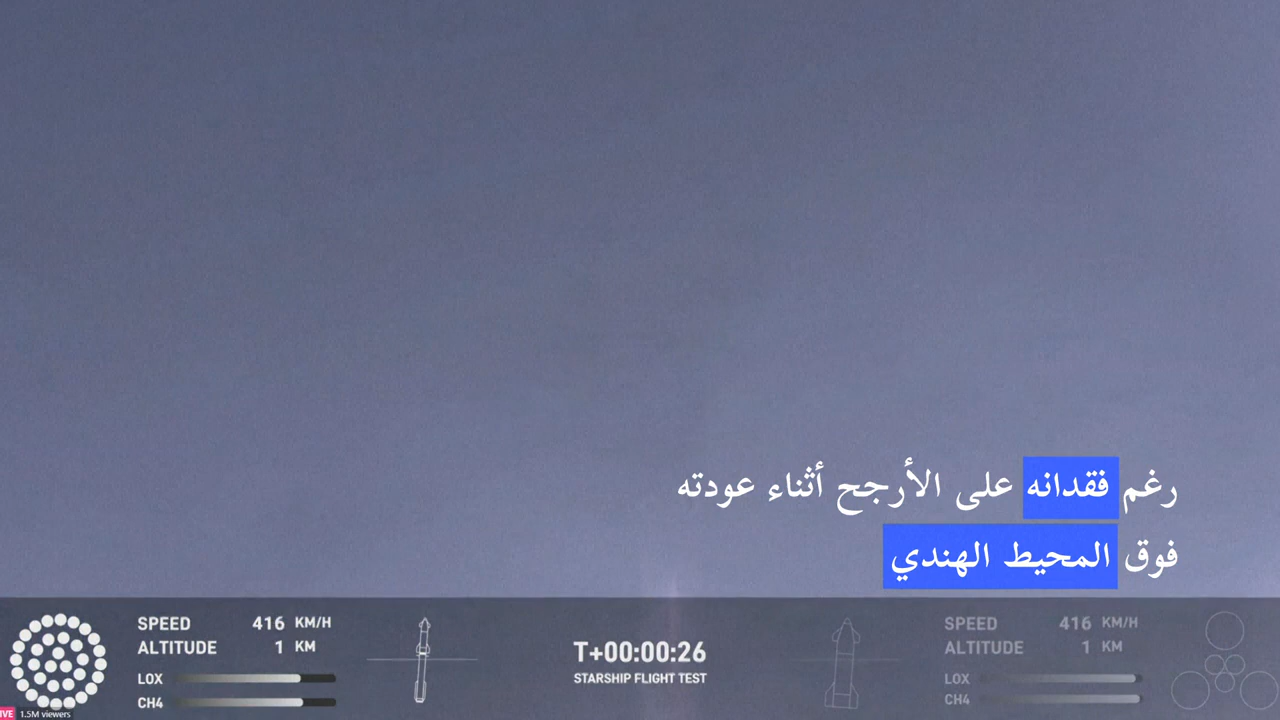 رغم فقدانه على الأرجح أثناء عودته
فوق المحيط الهندي
SPEED 416 KM/H
ALTITUDE 1 KM
LOX
CH4
T+00:00:26
STARSHIP FLIGHT TEST
SPEED 416 KM/H
ALTITUDE 1 KM
LOX
CH4
IVE 1.5M viewers